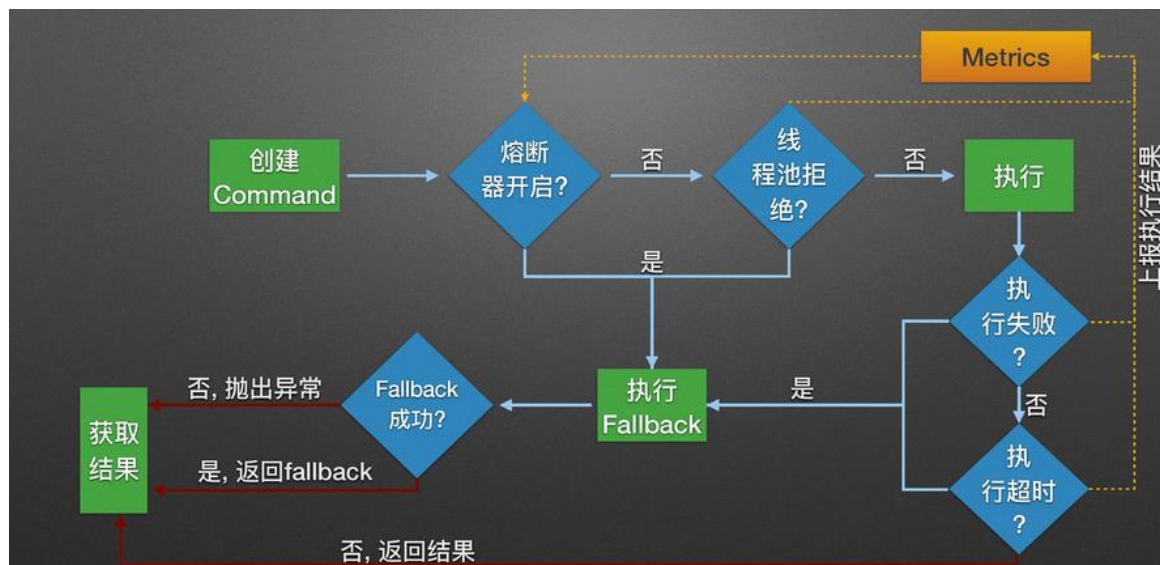 Metrics
创建
Command
熔断
器开启?
否
线
程池拒
绝?
否
执行
上报执行结果
是
执
行失败
?
否, 抛出异常
Fallback
成功?
执行
Fallback
是
否
获取
结果
是, 返回fallback
执
行超时
?
否, 返回结果